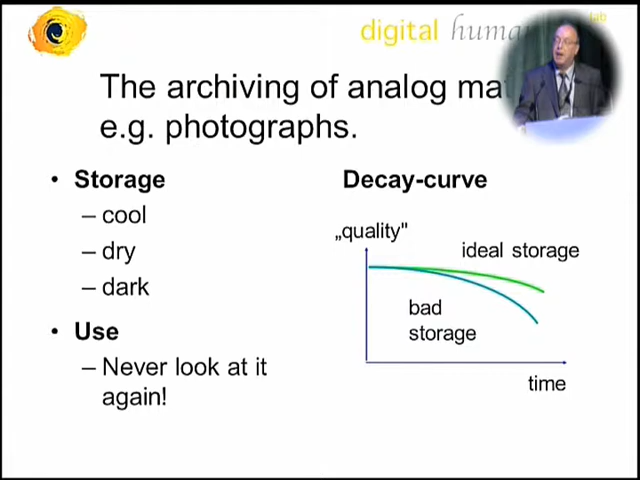 digital
lab
The archiving of analog
e.g. photographs.
• Storage
– cool
– dry
– dark
• Use
– Never look at it
again!
Decay-curve
„quality"
ideal storage
bad
storage
time